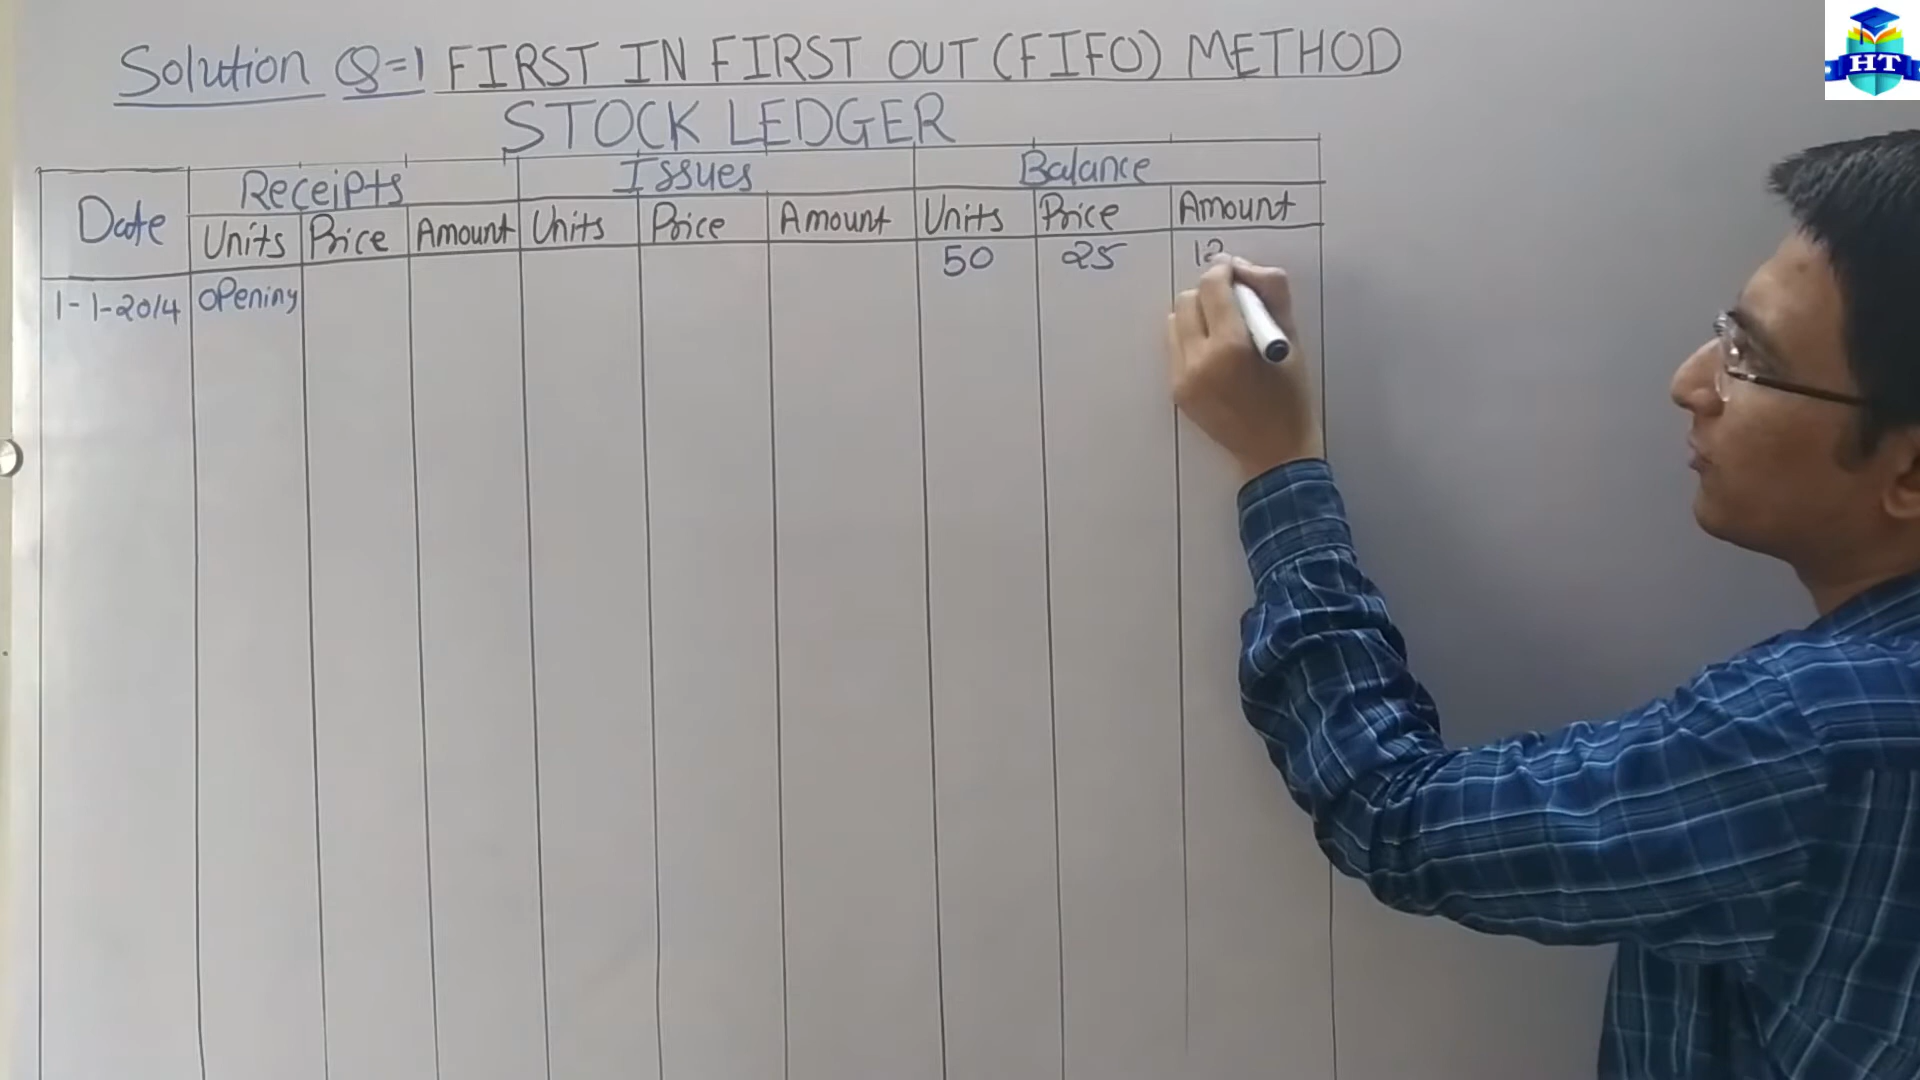 Solution Q=1 FIRST IN FIRST OUT (FIFO) METHOD
STOCK LEDGER
Date Receipts Issues Balance
Units Price Amount Units Price Amount Units Price Amount
50 25 12
1-1-2014 Opening
HT